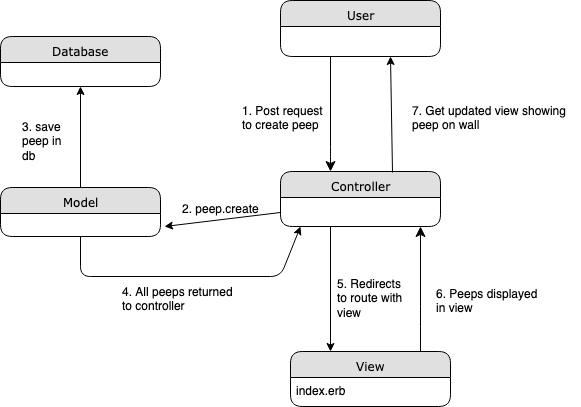 User
Database
1. Post request
to create peep
7. Get updated view showing
peep on wall
3. save
peep in
db
Controller
Model
2. peep.create
4. All peeps returned
to controller
5. Redirects
to route with
view
6. Peeps displayed
in view
View
index.erb